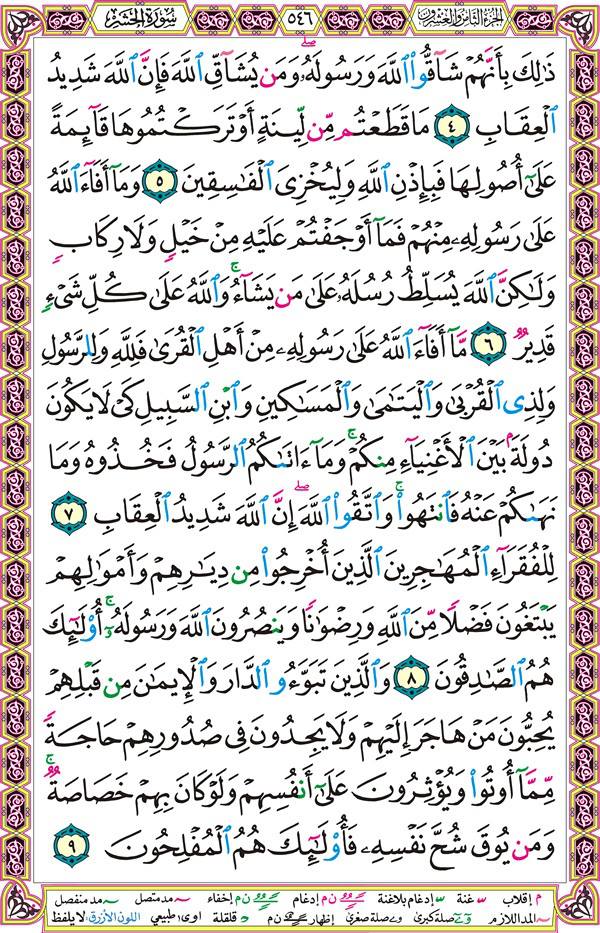 الجزء الثامن والعشرون ٥٤٦ سورة الحشر
ذَٰلِكَ بِأَنَّهُمْ شَاقُّوا۟ ٱللَّهَ وَرَسُولَهُۥ وَمَن يُشَآقِّ ٱللَّهَ فَإِنَّ ٱللَّهَ شَدِيدُ
ٱلْعِقَابِ ٤ مَا قَطَعْتُم مِّن لِّينَةٍ أَوْ تَرَكْتُمُوهَا قَآئِمَةً
عَلَىٰٓ أُصُولِهَا فَبِإِذْنِ ٱللَّهِ وَلِيُخْزِىَ ٱلْفَٰسِقِينَ ٥ وَمَآ أَفَآءَ ٱللَّهُ
عَلَىٰ رَسُولِهِۦ مِنْهُمْ فَمَآ أَوْجَفْتُمْ عَلَيْهِ مِنْ خَيْلٍ وَلَا رِكَابٍ
وَلَٰكِنَّ ٱللَّهَ يُسَلِّطُ رُسُلَهُۥ عَلَىٰ مَن يَشَآءُ ۚ وَٱللَّهُ عَلَىٰ كُلِّ شَىْءٍ
قَدِيرٌ ٦ مَّآ أَفَآءَ ٱللَّهُ عَلَىٰ رَسُولِهِۦ مِنْ أَهْلِ ٱلْقُرَىٰ فَلِلَّهِ وَلِلرَّسُولِ
وَلِذِى ٱلْقُرْبَىٰ وَٱلْيَتَٰمَىٰ وَٱلْمَسَٰكِينِ وَٱبْنِ ٱلسَّبِيلِ كَىْ لَا يَكُونَ
دُولَةًۢ بَيْنَ ٱلْأَغْنِيَآءِ مِنكُمْ ۚ وَمَآ ءَاتَىٰكُمُ ٱلرَّسُولُ فَخُذُوهُ وَمَا
نَهَىٰكُمْ عَنْهُ فَٱنتَهُوا۟ ۚ وَٱتَّقُوا۟ ٱللَّهَ ۖ إِنَّ ٱللَّهَ شَدِيدُ ٱلْعِقَابِ ٧
لِلْفُقَرَآءِ ٱلْمُهَٰجِرِينَ ٱلَّذِينَ أُخْرِجُوا۟ مِن دِيَٰرِهِمْ وَأَمْوَٰلِهِمْ
يَبْتَغُونَ فَضْلًا مِّنَ ٱللَّهِ وَرِضْوَٰنًا وَيَنصُرُونَ ٱللَّهَ وَرَسُولَهُۥٓ ۚ أُو۟لَٰٓئِكَ
هُمُ ٱلصَّٰدِقُونَ ٨ وَٱلَّذِينَ تَبَوَّءُو ٱلدَّارَ وَٱلْإِيمَٰنَ مِن قَبْلِهِمْ
يُحِبُّونَ مَنْ هَاجَرَ إِلَيْهِمْ وَلَا يَجِدُونَ فِى صُدُورِهِمْ حَاجَةً
مِّمَّآ أُوتُوا۟ وَيُؤْثِرُونَ عَلَىٰٓ أَنفُسِهِمْ وَلَوْ كَانَ بِهِمْ خَصَاصَةٌ ۚ
وَمَن يُوقَ شُحَّ نَفْسِهِۦ فَأُو۟لَٰٓئِكَ هُمُ ٱلْمُفْلِحُونَ ٩
م إقلاب غنة إدغام بلاغنة ن م إدغام ن م إخفاء مد متصل مد منفصل
المد اللازم صلة كبرى صلة صغرى إظهار ن م قلقلة اوى طبيعي اللون الأزرق لا يلفظ